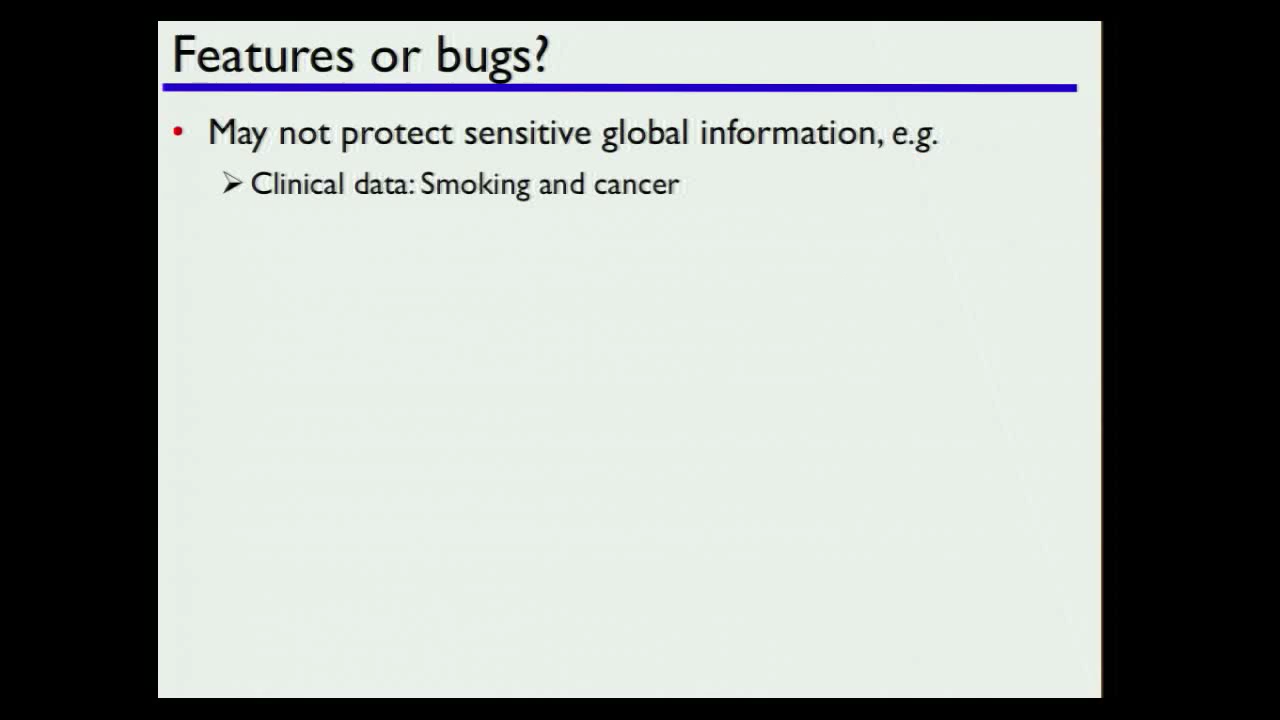 Features or bugs?
• May not protect sensitive global information, e.g.
➢ Clinical data: Smoking and cancer